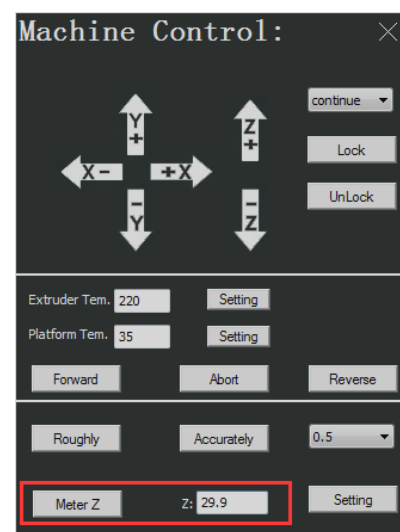 Machine Control:
continue
Y+
Z+
Lock
X-
+X
UnLock
-Y
-Z
Extruder Tem. 220 Setting
Platform Tem. 35 Setting
Forward Abort Reverse
Roughly Accurately 0.5
Meter Z Z: 29.9 Setting